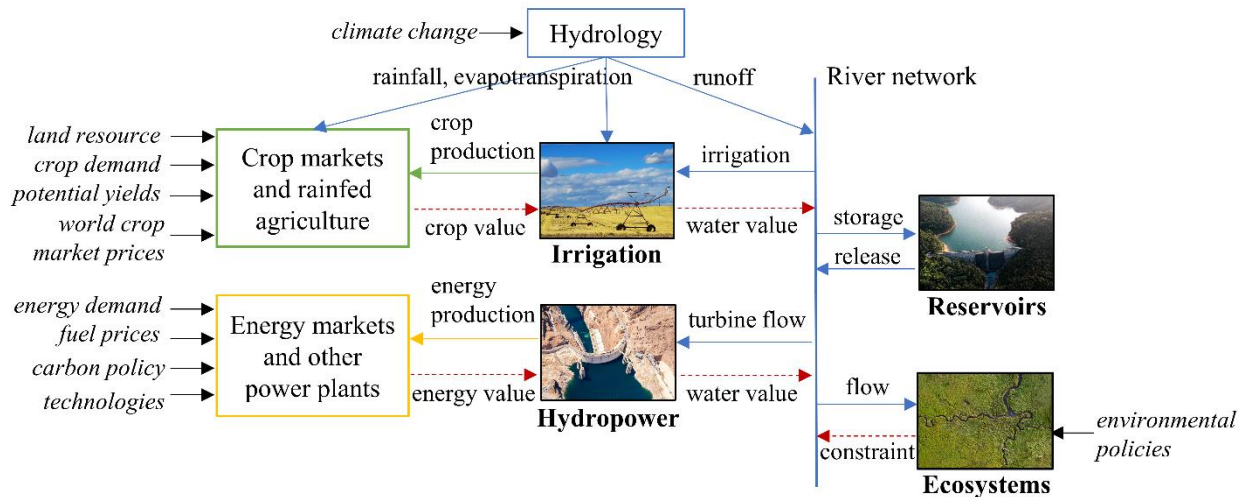 climate change
Hydrology
rainfall, evapotranspiration
runoff
River network
land resource
crop demand
potential yields
world crop
market prices
Crop markets
and rainfed
agriculture
crop
production
crop value
Irrigation
irrigation
water value
storage
release
Reservoirs
energy demand
fuel prices
carbon policy
technologies
Energy markets
and other
power plants
energy
production
energy value
Hydropower
turbine flow
water value
flow
constraint
Ecosystems
environmental
policies